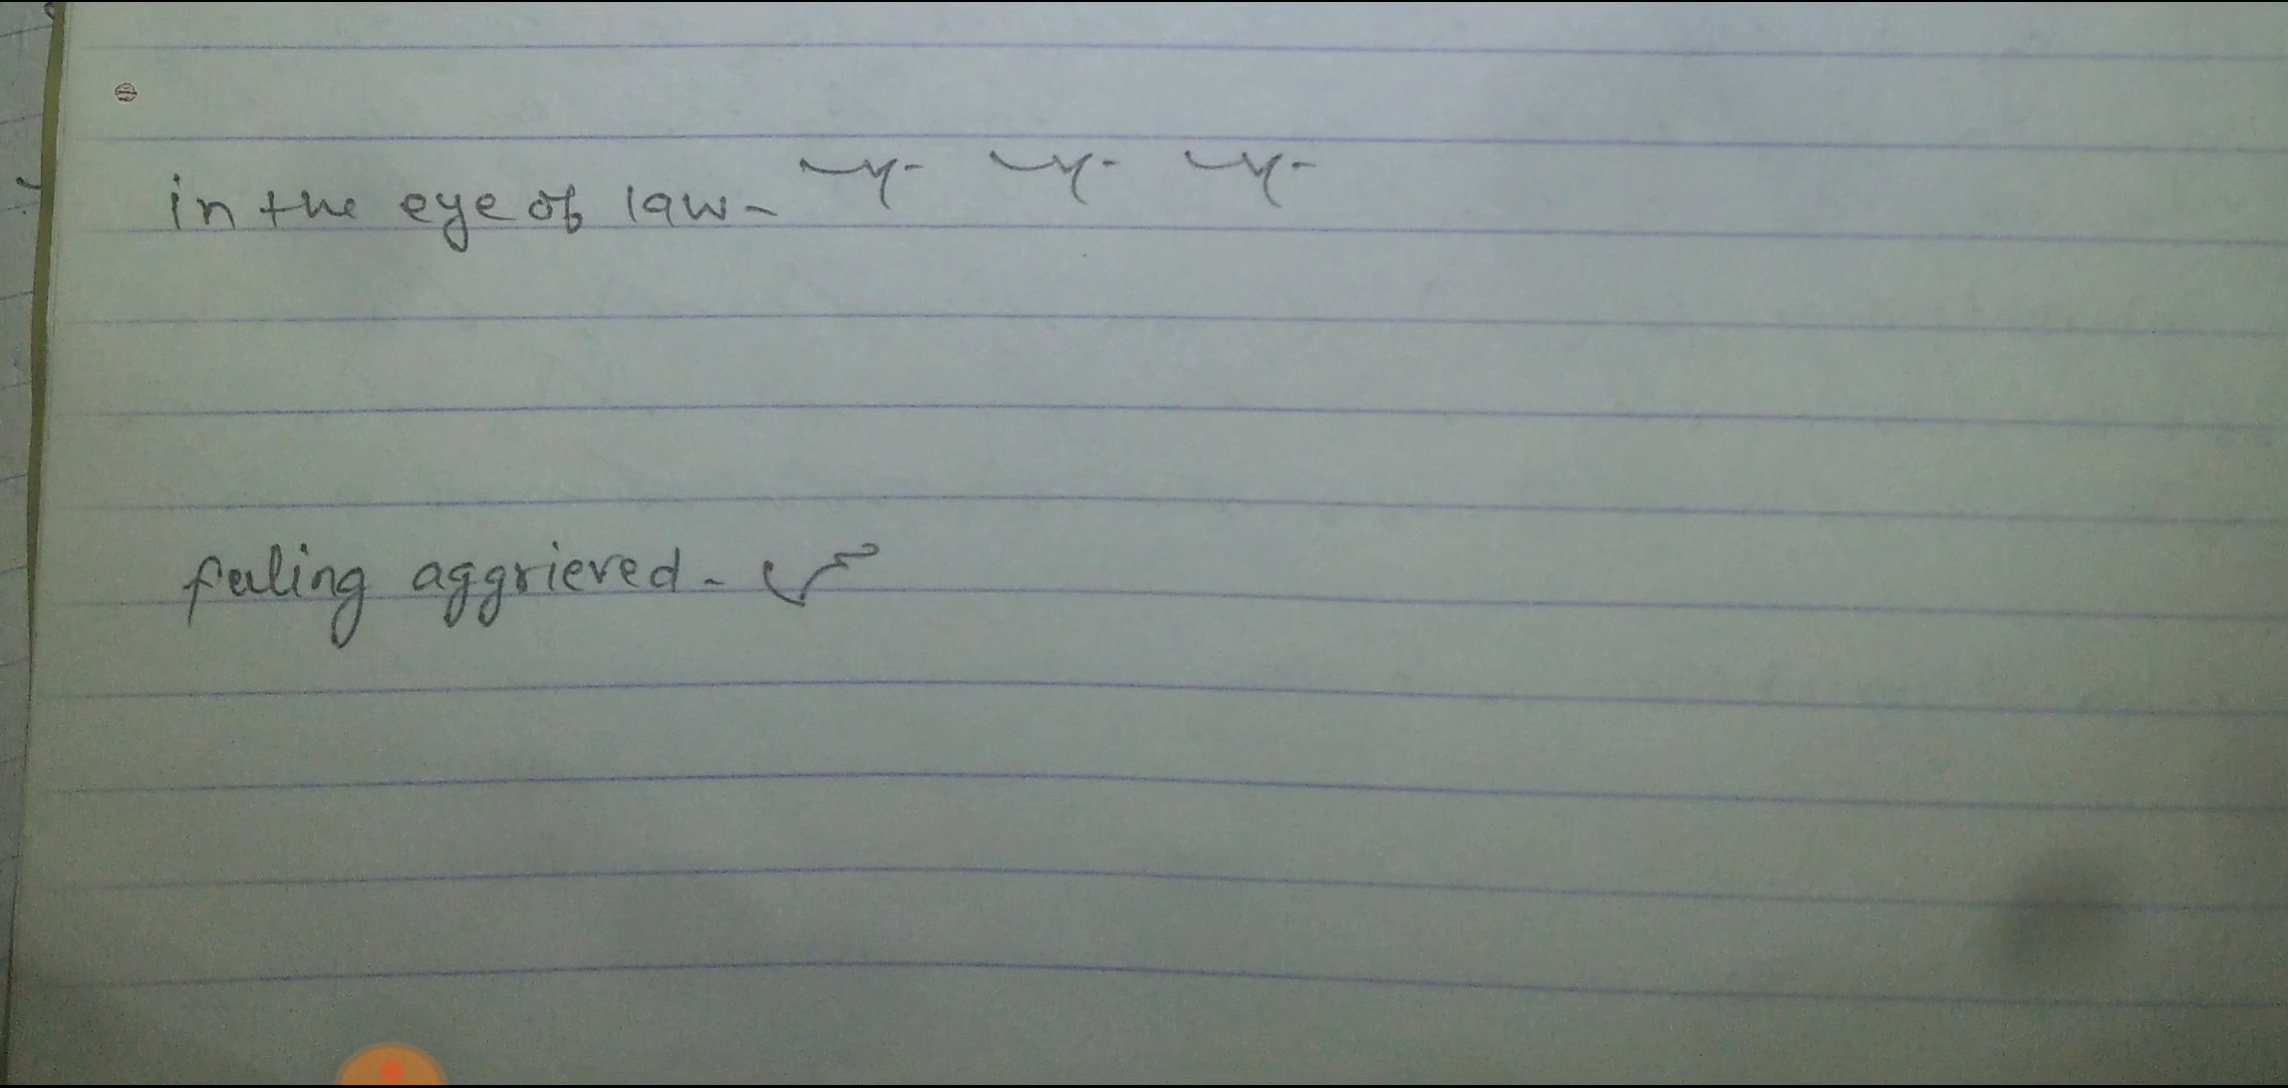 in the eye of law -
feeling aggrieved -